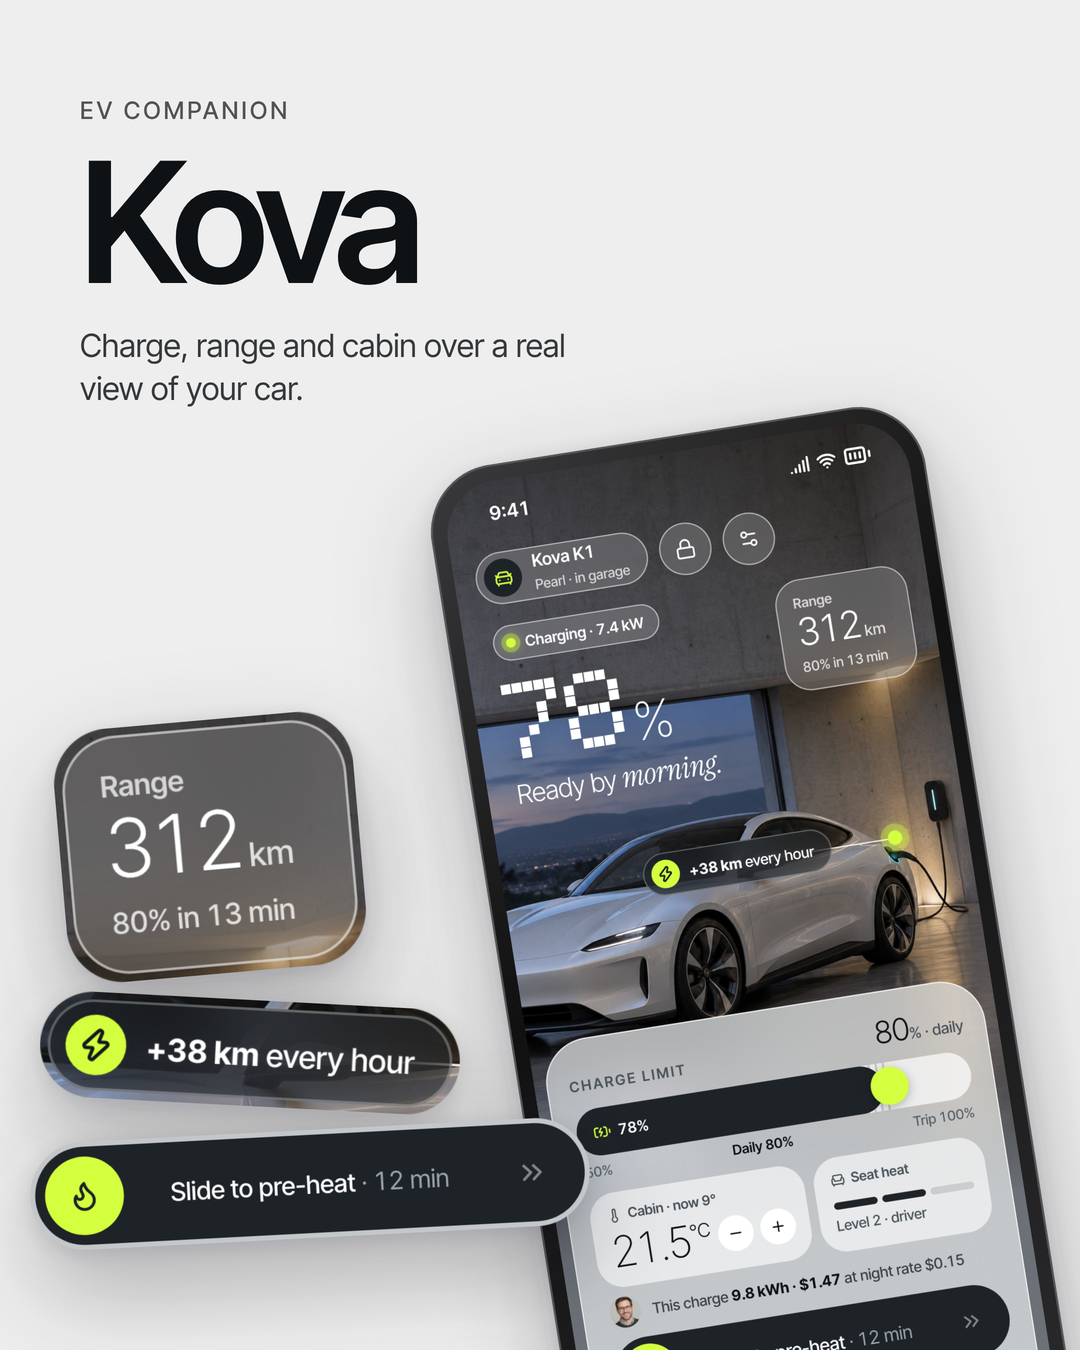 EV COMPANION
Kova
Charge, range and cabin over a real
view of your car.
9:41
Kova K1
Pearl · in garage
Charging · 7.4 kW
Range
312 km
80% in 13 min
78%
Ready by morning.
+38 km every hour
Range
312 km
80% in 13 min
+38 km every hour
Slide to pre-heat · 12 min
CHARGE LIMIT
80% · daily
78%
50%
Daily 80%
Trip 100%
Cabin · now 9°
21.5°C
Seat heat
Level 2 · driver
This charge 9.8 kWh · $1.47 at night rate $0.15
pre-heat · 12 min